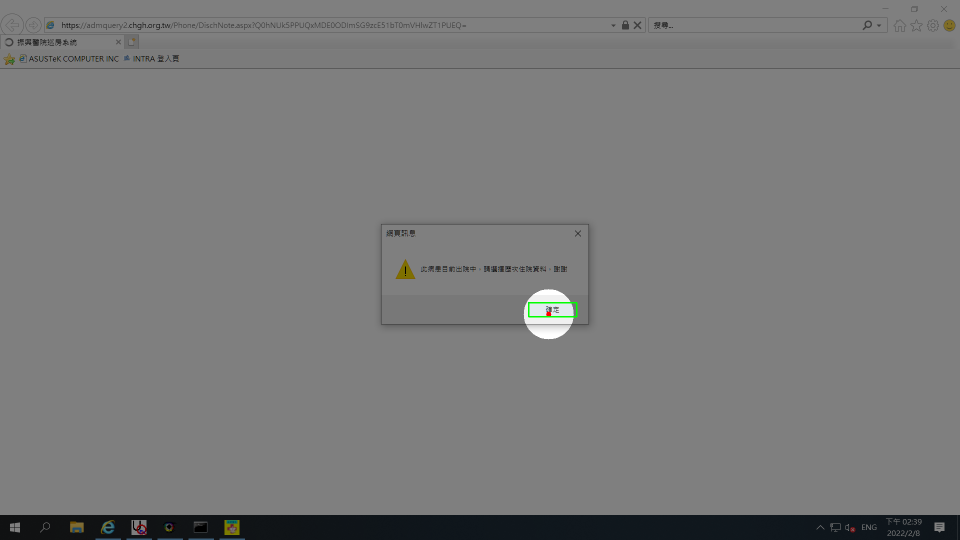 https://admquery2.chgh.org.tw/Phone/DischNote.aspx?
搜尋...
振興醫院巡房系統
ASUSTeK COMPUTER INC
INTRA 登入頁
網頁訊息
此病患目前出院中，請選擇歷次住院資料，謝謝
確定
ENG
下午 02:39
2022/2/8